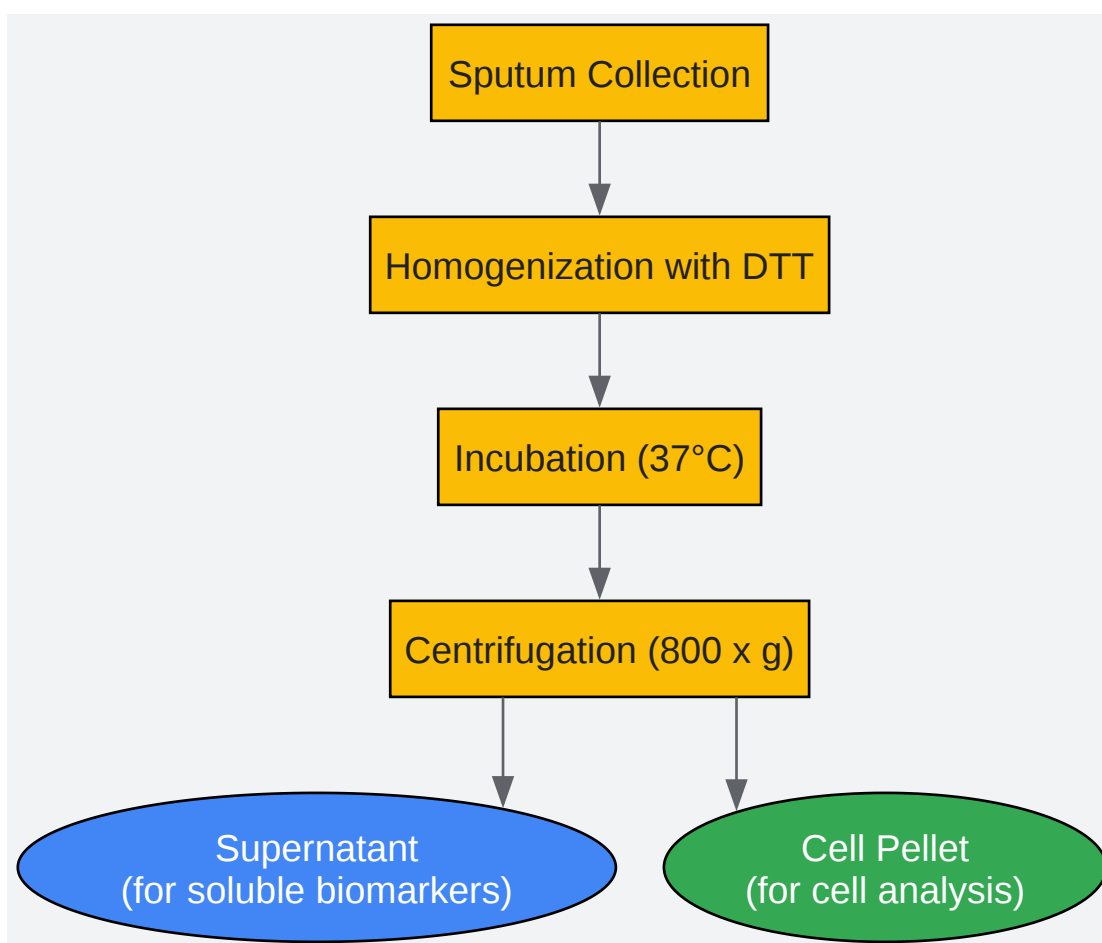 Sputum Collection
Homogenization with DTT
Incubation (37°C)
Centrifugation (800 x g)
Supernatant
(for soluble biomarkers)
Cell Pellet
(for cell analysis)